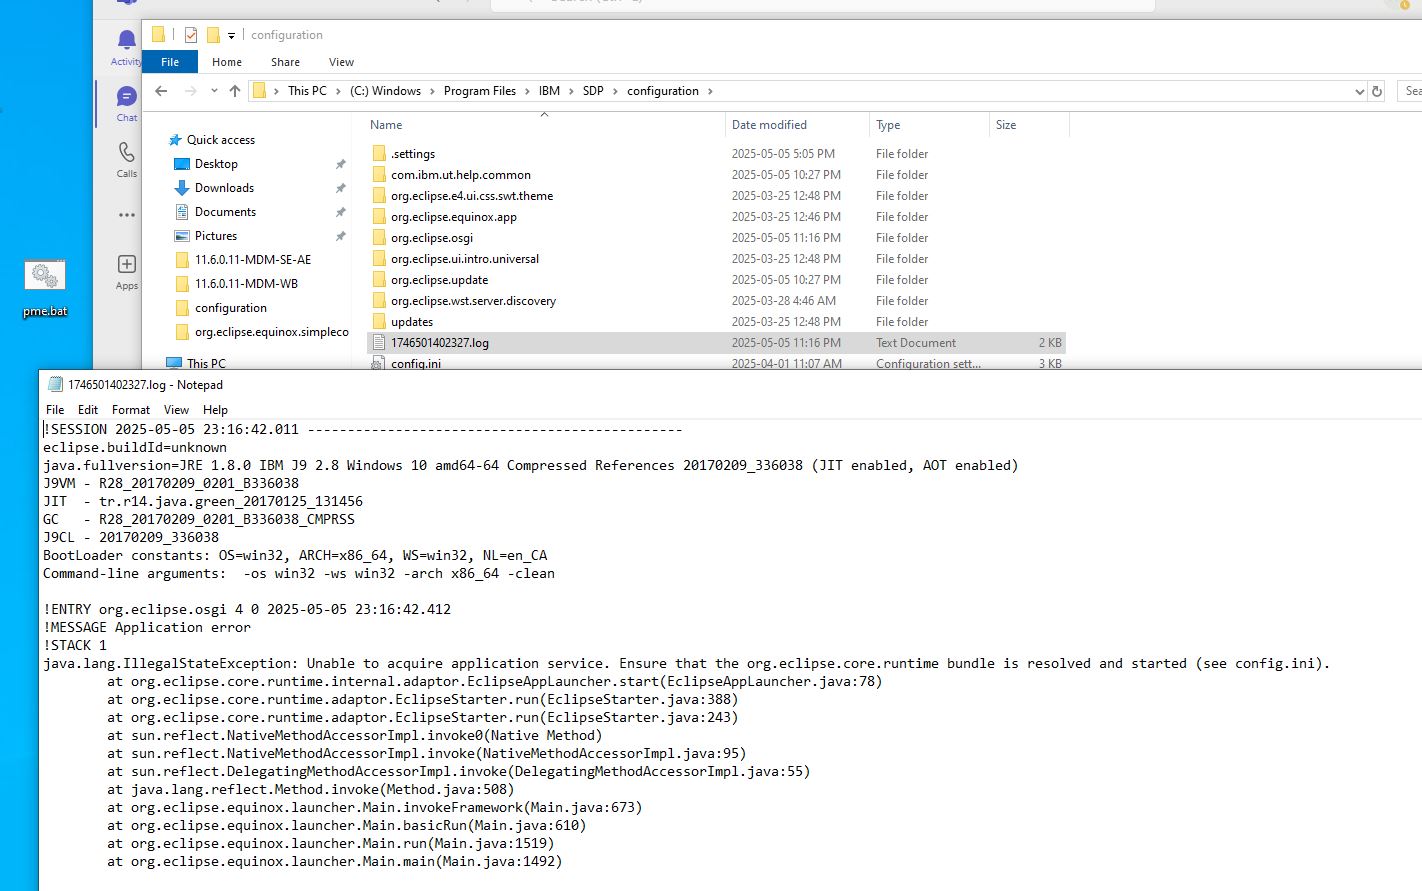 configuration
Activity
File Home Share View
This PC > (C:) Windows > Program Files > IBM > SDP > configuration >
Chat
Name Date modified Type Size
Quick access
.settings 2025-05-05 5:05 PM File folder
Desktop
Calls
com.ibm.ut.help.common 2025-05-05 10:27 PM File folder
Downloads
org.eclipse.e4.ui.css.swt.theme 2025-03-25 12:48 PM File folder
Documents
org.eclipse.equinox.app 2025-03-25 12:46 PM File folder
Pictures
org.eclipse.osgi 2025-05-05 11:16 PM File folder
11.6.0.11-MDM-SE-AE
org.eclipse.ui.intro.universal 2025-03-25 12:48 PM File folder
Apps
11.6.0.11-MDM-WB
org.eclipse.update 2025-05-05 10:27 PM File folder
pme.bat
configuration
org.eclipse.wst.server.discovery 2025-03-28 4:46 AM File folder
org.eclipse.equinox.simpleco
updates 2025-03-25 12:48 PM File folder
1746501402327.log 2025-05-05 11:16 PM Text Document 2 KB
This PC
config.ini 2025-04-01 11:07 AM Configuration sett... 3 KB
1746501402327.log - Notepad
File Edit Format View Help
!SESSION 2025-05-05 23:16:42.011 -----------------------------------------------
eclipse.buildId=unknown
java.fullversion=JRE 1.8.0 IBM J9 2.8 Windows 10 amd64-64 Compressed References 20170209_336038 (JIT enabled, AOT enabled)
J9VM - R28_20170209_0201_B336038
JIT  - tr.r14.java.green_20170125_131456
GC   - R28_20170209_0201_B336038_CMPRSS
J9CL - 20170209_336038
BootLoader constants: OS=win32, ARCH=x86_64, WS=win32, NL=en_CA
Command-line arguments:  -os win32 -ws win32 -arch x86_64 -clean
!ENTRY org.eclipse.osgi 4 0 2025-05-05 23:16:42.412
!MESSAGE Application error
!STACK 1
java.lang.IllegalStateException: Unable to acquire application service. Ensure that the org.eclipse.core.runtime bundle is resolved and started (see config.ini).
at org.eclipse.core.runtime.internal.adaptor.EclipseAppLauncher.start(EclipseAppLauncher.java:78)
at org.eclipse.core.runtime.adaptor.EclipseStarter.run(EclipseStarter.java:388)
at org.eclipse.core.runtime.adaptor.EclipseStarter.run(EclipseStarter.java:243)
at sun.reflect.NativeMethodAccessorImpl.invoke0(Native Method)
at sun.reflect.NativeMethodAccessorImpl.invoke(NativeMethodAccessorImpl.java:95)
at sun.reflect.DelegatingMethodAccessorImpl.invoke(DelegatingMethodAccessorImpl.java:55)
at java.lang.reflect.Method.invoke(Method.java:508)
at org.eclipse.equinox.launcher.Main.invokeFramework(Main.java:673)
at org.eclipse.equinox.launcher.Main.basicRun(Main.java:610)
at org.eclipse.equinox.launcher.Main.run(Main.java:1519)
at org.eclipse.equinox.launcher.Main.main(Main.java:1492)